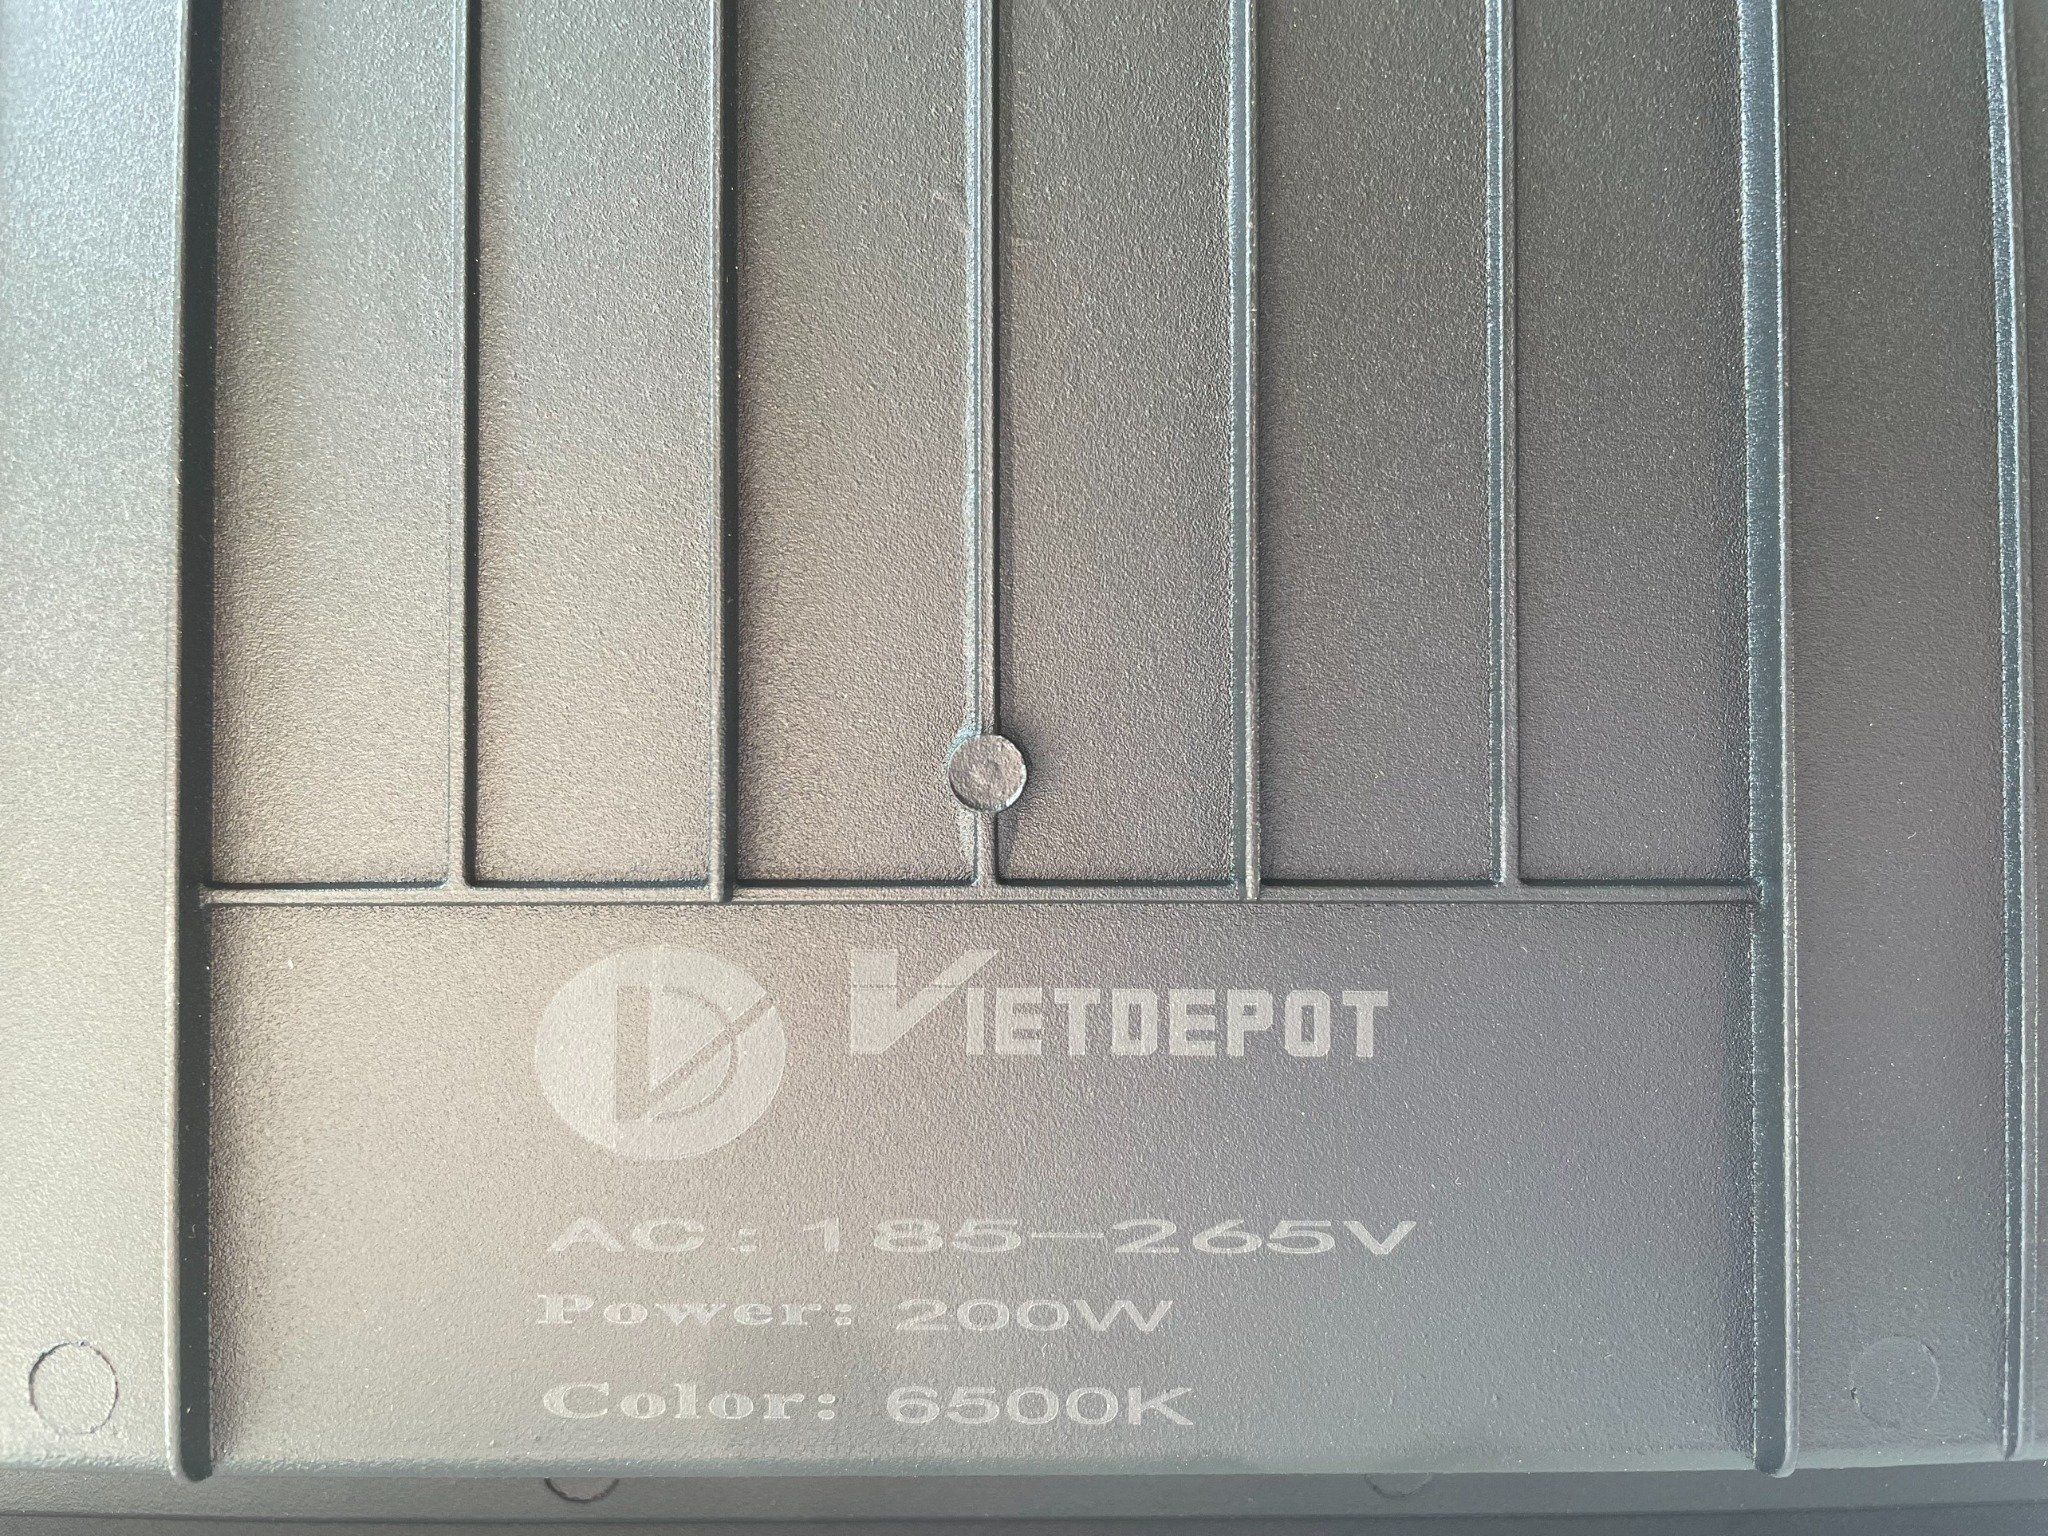 VIETDEPOT
AC: 185-265V
Power: 200W
Color: 6500K